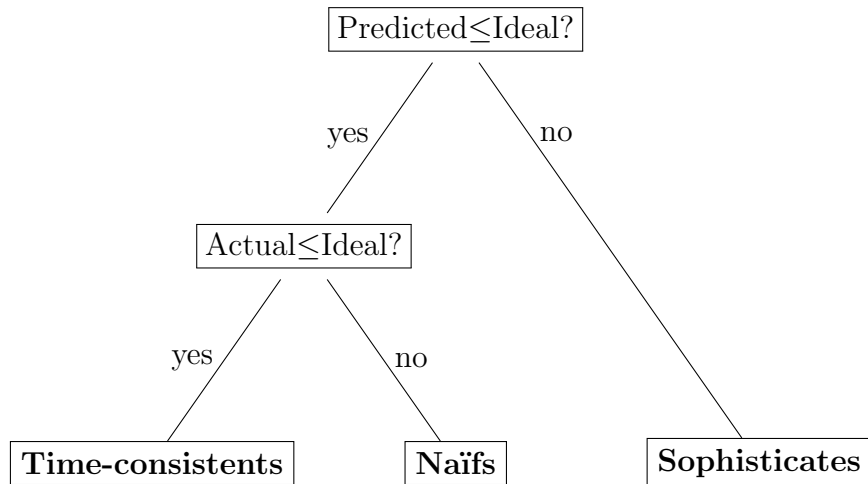 Predicted≤Ideal?
yes
no
Actual≤Ideal?
yes
no
Time-consistents
Naïfs
Sophisticates